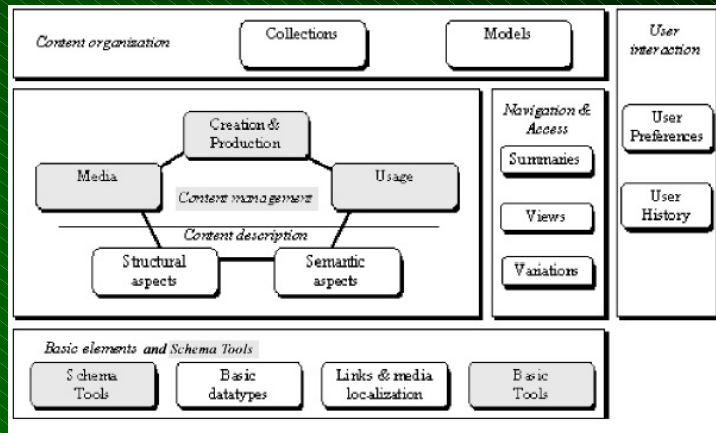 Content organization
Collections
Models
User
interaction
User
Preferences
User
History
Creation &
Production
Media
Usage
Content management
Content description
Structural
aspects
Semantic
aspects
Navigation &
Access
Summaries
Views
Variations
Basic elements and Schema Tools
Schema
Tools
Basic
datatypes
Links & media
localization
Basic
Tools